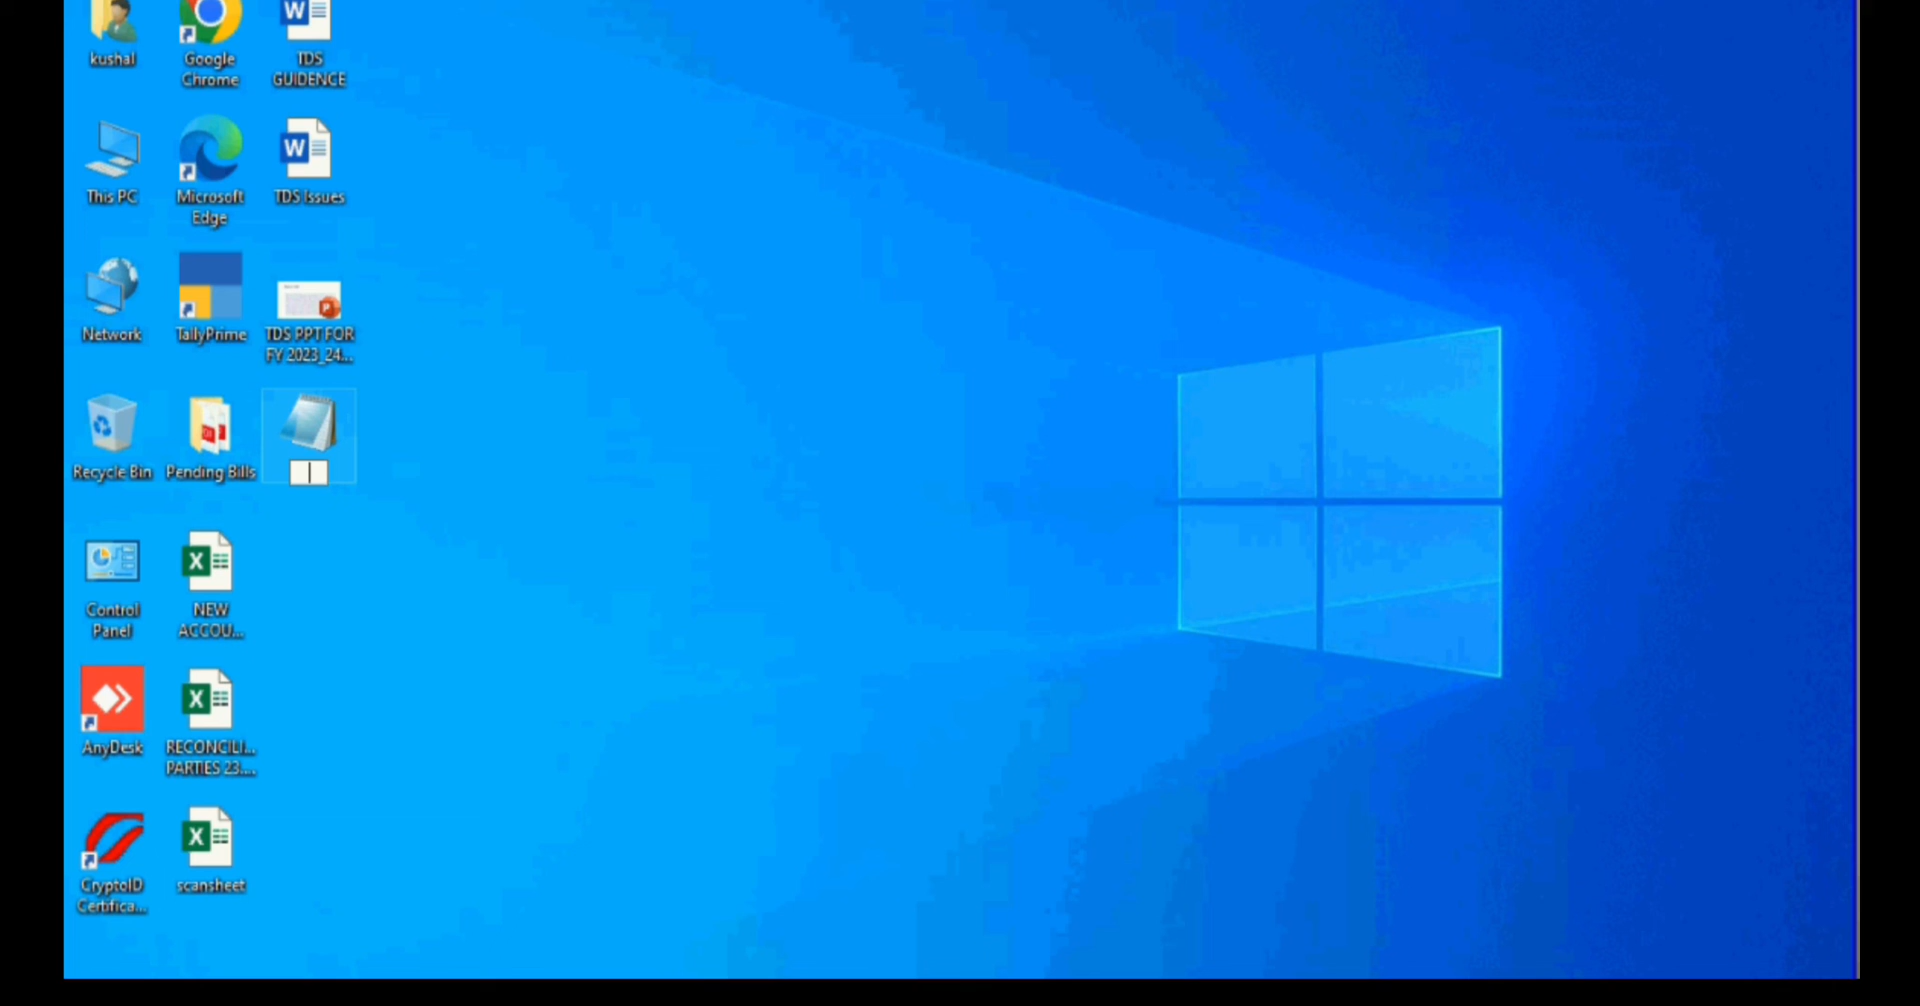 kushal
Google
Chrome
TDS
GUIDENCE
This PC
Microsoft
Edge
TDS Issues
Network
TallyPrime
TDS PPT FOR
FY 2023_24...
Recycle Bin
Pending Bills
Control
Panel
NEW
ACCOU...
AnyDesk
RECONCILI...
PARTIES 23....
CryptoID
Certifica...
scansheet